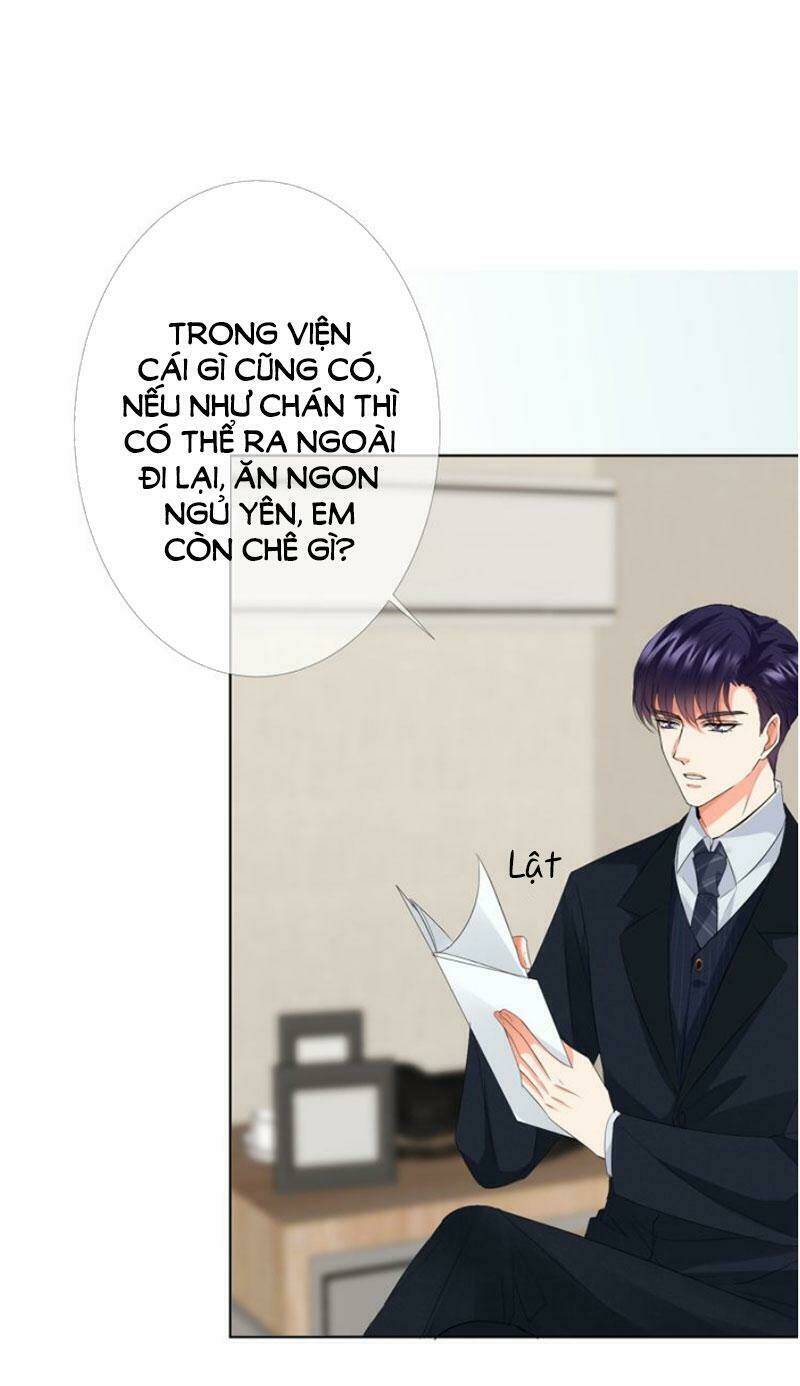 TRONG VIỆN
CÁI GÌ CŨNG CÓ,
NẾU NHƯ CHÁN THÌ
CÓ THỂ RA NGOÀI
ĐI LẠI, ĂN NGON
NGỦ YÊN, EM
CÒN CHÊ GÌ?
Lật